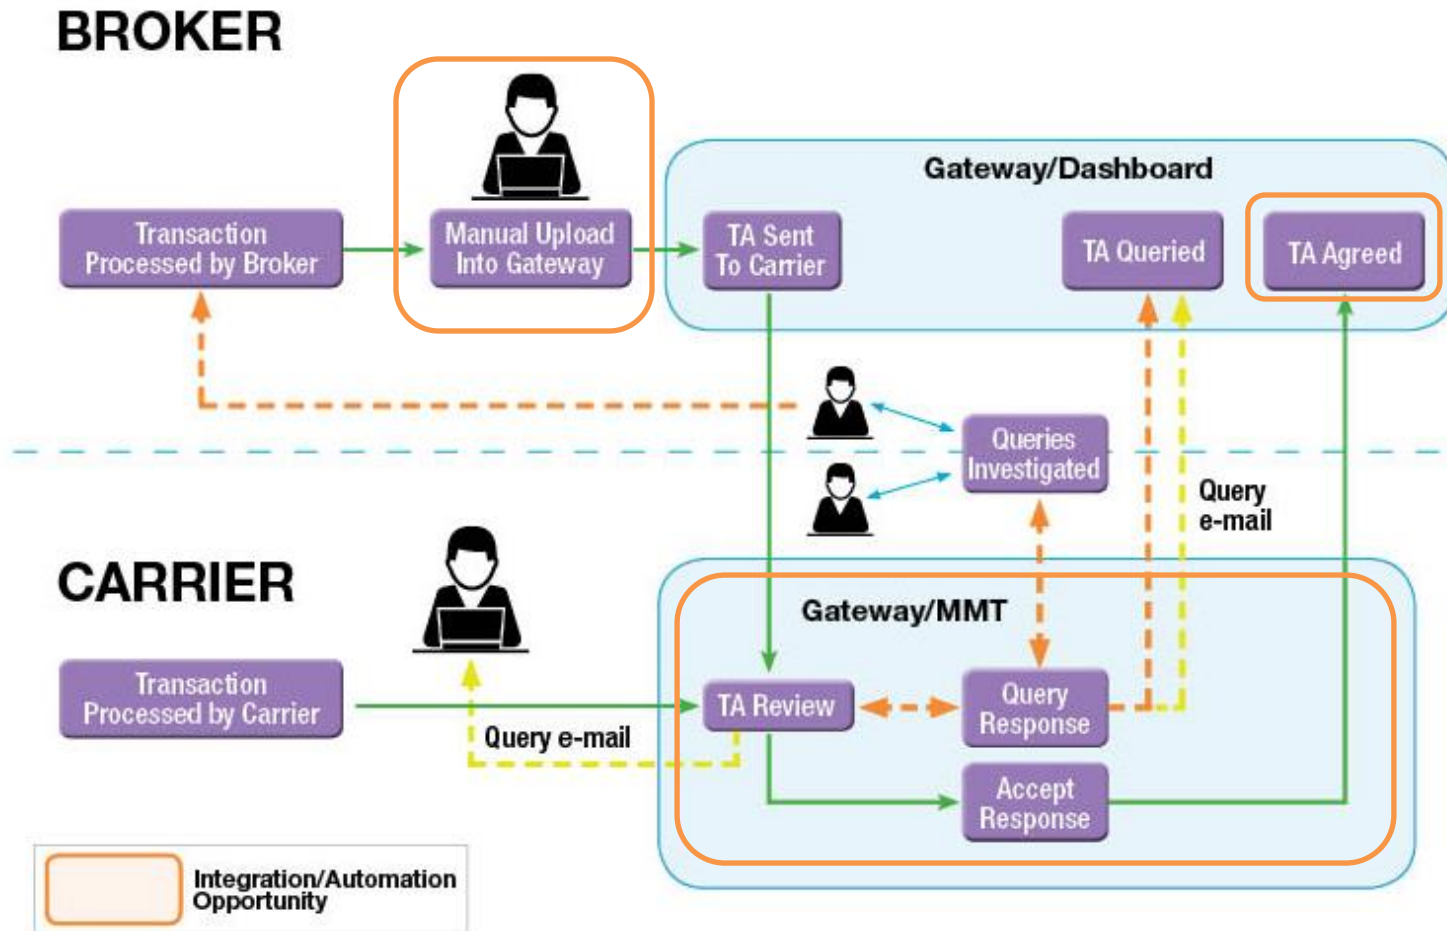 BROKER
Gateway/Dashboard
Transaction
Processed by Broker
Manual Upload
Into Gateway
TA Sent
To Carrier
TA Queried
TA Agreed
Queries
Investigated
Query
e-mail
CARRIER
Gateway/MMT
Transaction
Processed by Carrier
TA Review
Query
Response
Query e-mail
Accept
Response
Integration/Automation
Opportunity